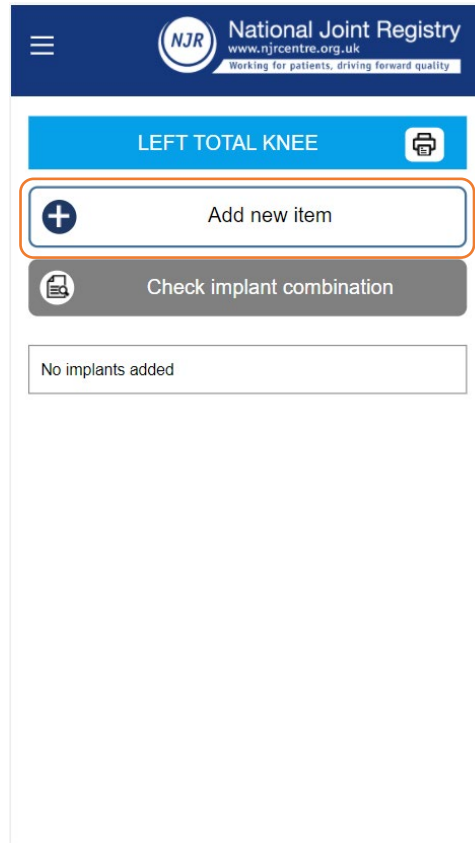 NJR
National Joint Registry
www.njrcentre.org.uk
Working for patients, driving forward quality
LEFT TOTAL KNEE
Add new item
Check implant combination
No implants added